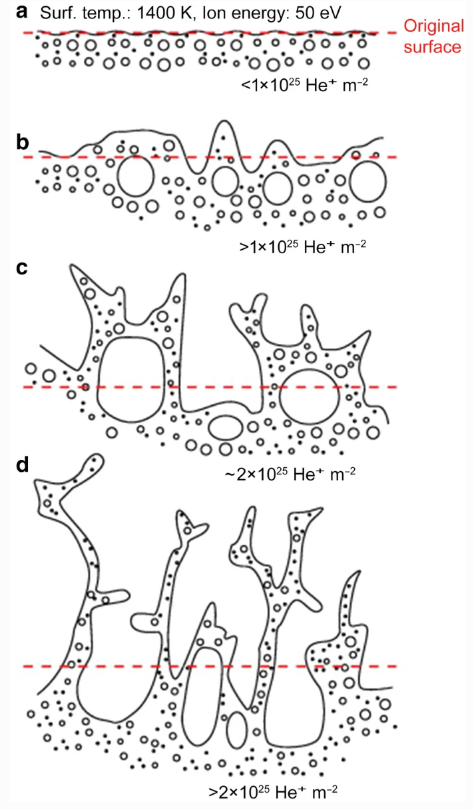 a Surf. temp.: 1400 K, Ion energy: 50 eV
Original
surface
<1×10²⁵ He⁺ m⁻²
b
>1×10²⁵ He⁺ m⁻²
c
~2×10²⁵ He⁺ m⁻²
d
>2×10²⁵ He⁺ m⁻²